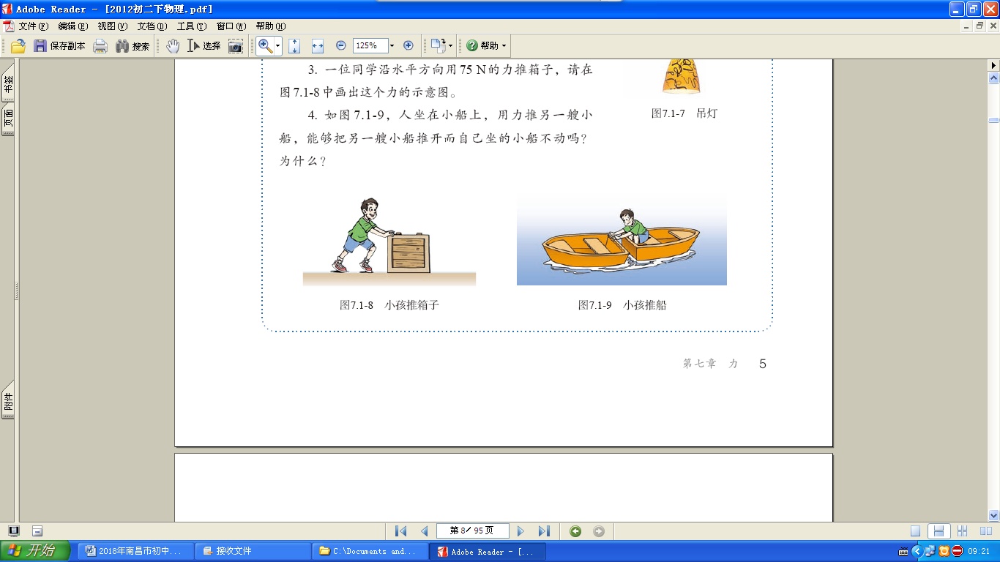 Adobe Reader - [2012初二下物理.pdf]
文件(F) 编辑(E) 视图(V) 文档(D) 工具(T) 窗口(W) 帮助(H)
保存副本 搜索 选择 125% 帮助
书签
页面
附件
3. 一位同学沿水平方向用75 N的力推箱子，请在
图7.1-8中画出这个力的示意图。
4. 如图7.1-9，人坐在小船上，用力推另一艘小
船，能够把另一艘小船推开而自己坐的小船不动吗？
为什么？
图7.1-7 吊灯
图7.1-8 小孩推箱子
图7.1-9 小孩推船
第七章 力 5
第 8/ 95 页
开始
2018年南昌市初中...
接收文件
C:\Documents and...
Adobe Reader - [...
09:21